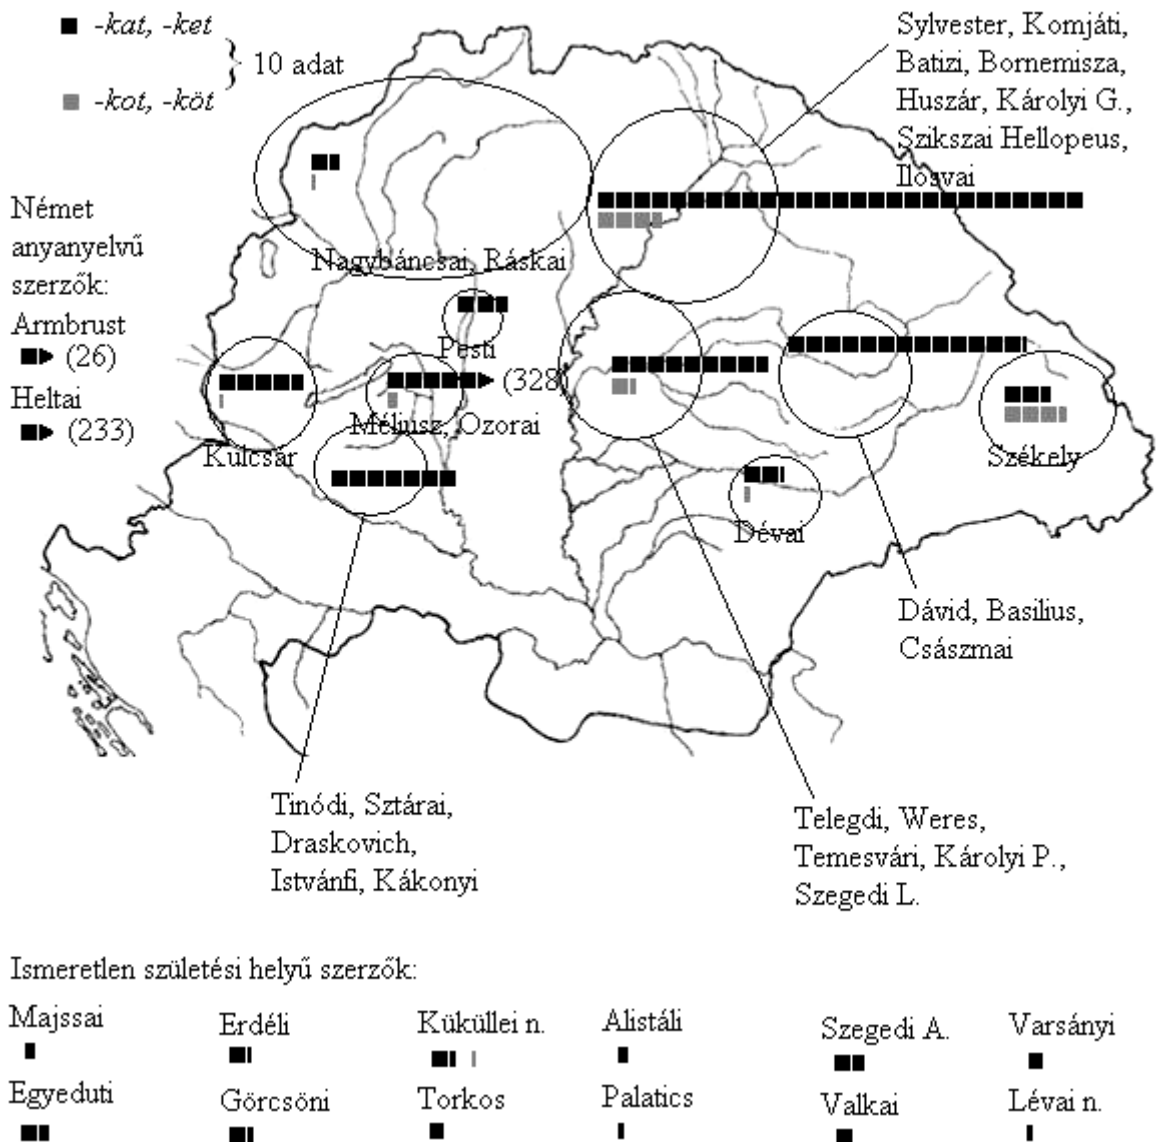 -kat, -ket
10 adat
-kot, -köt
Sylvester, Komjáti,
Batizi, Bornemisza,
Huszár, Károlyi G.,
Szikszai Hellopeus,
Ilosvai
Német
anyanyelvű
szerzők:
Armbrust
(26)
Heltai
(233)
Nagybáncsai, Ráskai
Pesti
(328)
Méliusz, Ozorai
Kulcsár
Székely
Dévai
Dávid, Basilius,
Császmai
Tinódi, Sztárai,
Draskovich,
Istvánfi, Kákonyi
Telegdi, Weres,
Temesvári, Károlyi P.,
Szegedi L.
Ismeretlen születési helyű szerzők:
Majssai Erdéli Küküllei n. Alistáli Szegedi A. Varsányi
Egyeduti Görcsöni Torkos Palatics Valkai Lévai n.